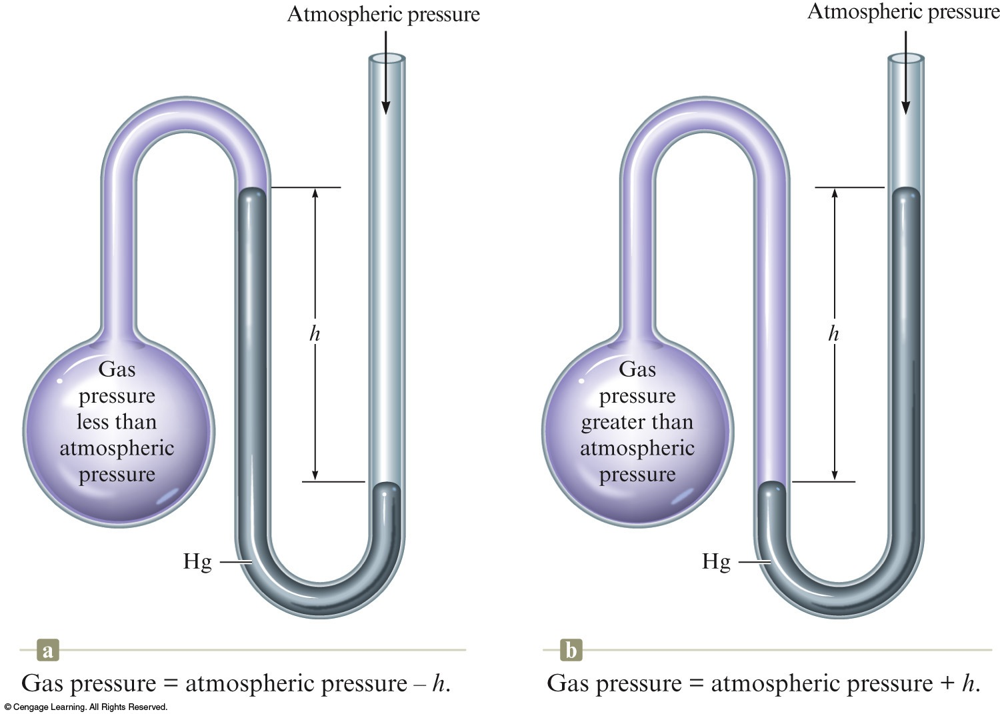 Atmospheric pressure
h
Gas
pressure
less than
atmospheric
pressure
Hg
a
Gas pressure = atmospheric pressure – h.
Atmospheric pressure
h
Gas
pressure
greater than
atmospheric
pressure
Hg
b
Gas pressure = atmospheric pressure + h.
© Cengage Learning. All Rights Reserved.